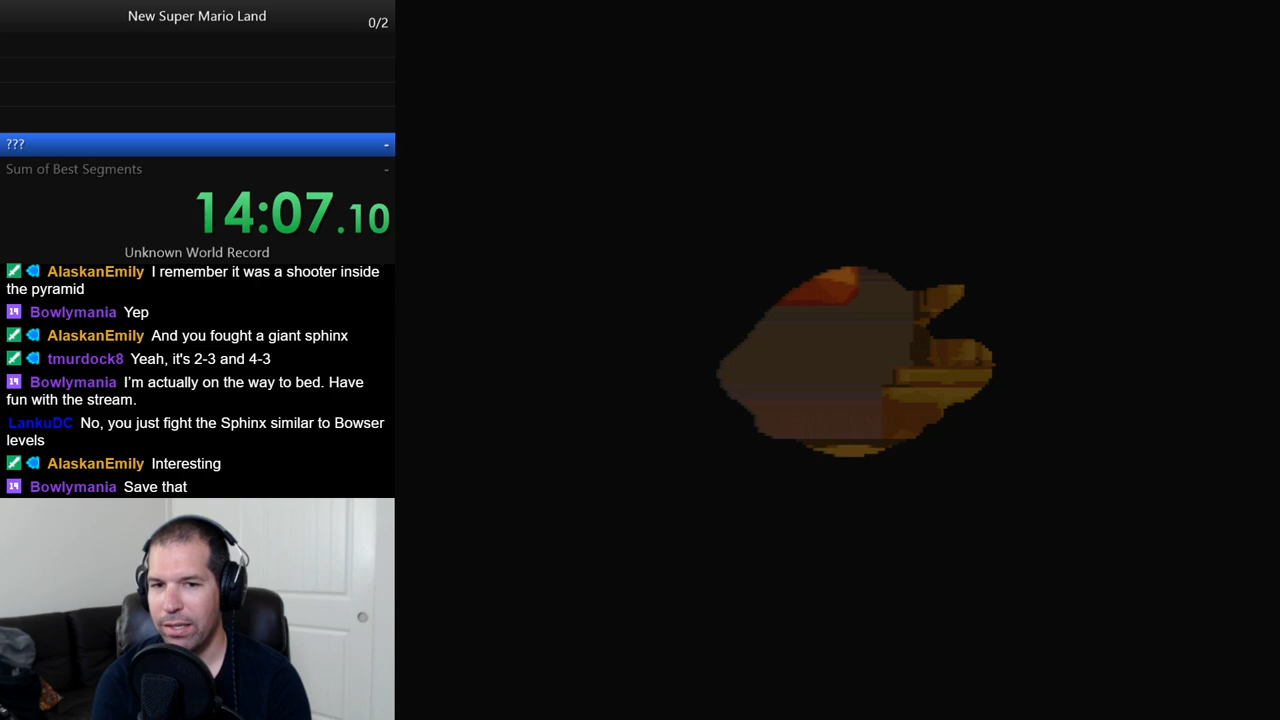 New Super Mario Land
0/2
???
-
Sum of Best Segments
-
14:07.10
Unknown World Record
AlaskanEmily I remember it was a shooter inside
the pyramid
Bowlymania Yep
AlaskanEmily And you fought a giant sphinx
tmurdock8 Yeah, it's 2-3 and 4-3
Bowlymania I'm actually on the way to bed. Have
fun with the stream.
LankuDC No, you just fight the Sphinx similar to Bowser
levels
AlaskanEmily Interesting
Bowlymania Save that